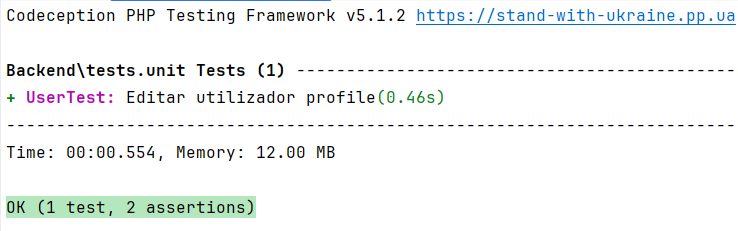 Codeception PHP Testing Framework v5.1.2 https://stand-with-ukraine.pp.ua
Backend\tests.unit Tests (1) --------------------------------------------
+ UserTest: Editar utilizador profile(0.46s)
-------------------------------------------------------------------------
Time: 00:00.554, Memory: 12.00 MB
OK (1 test, 2 assertions)